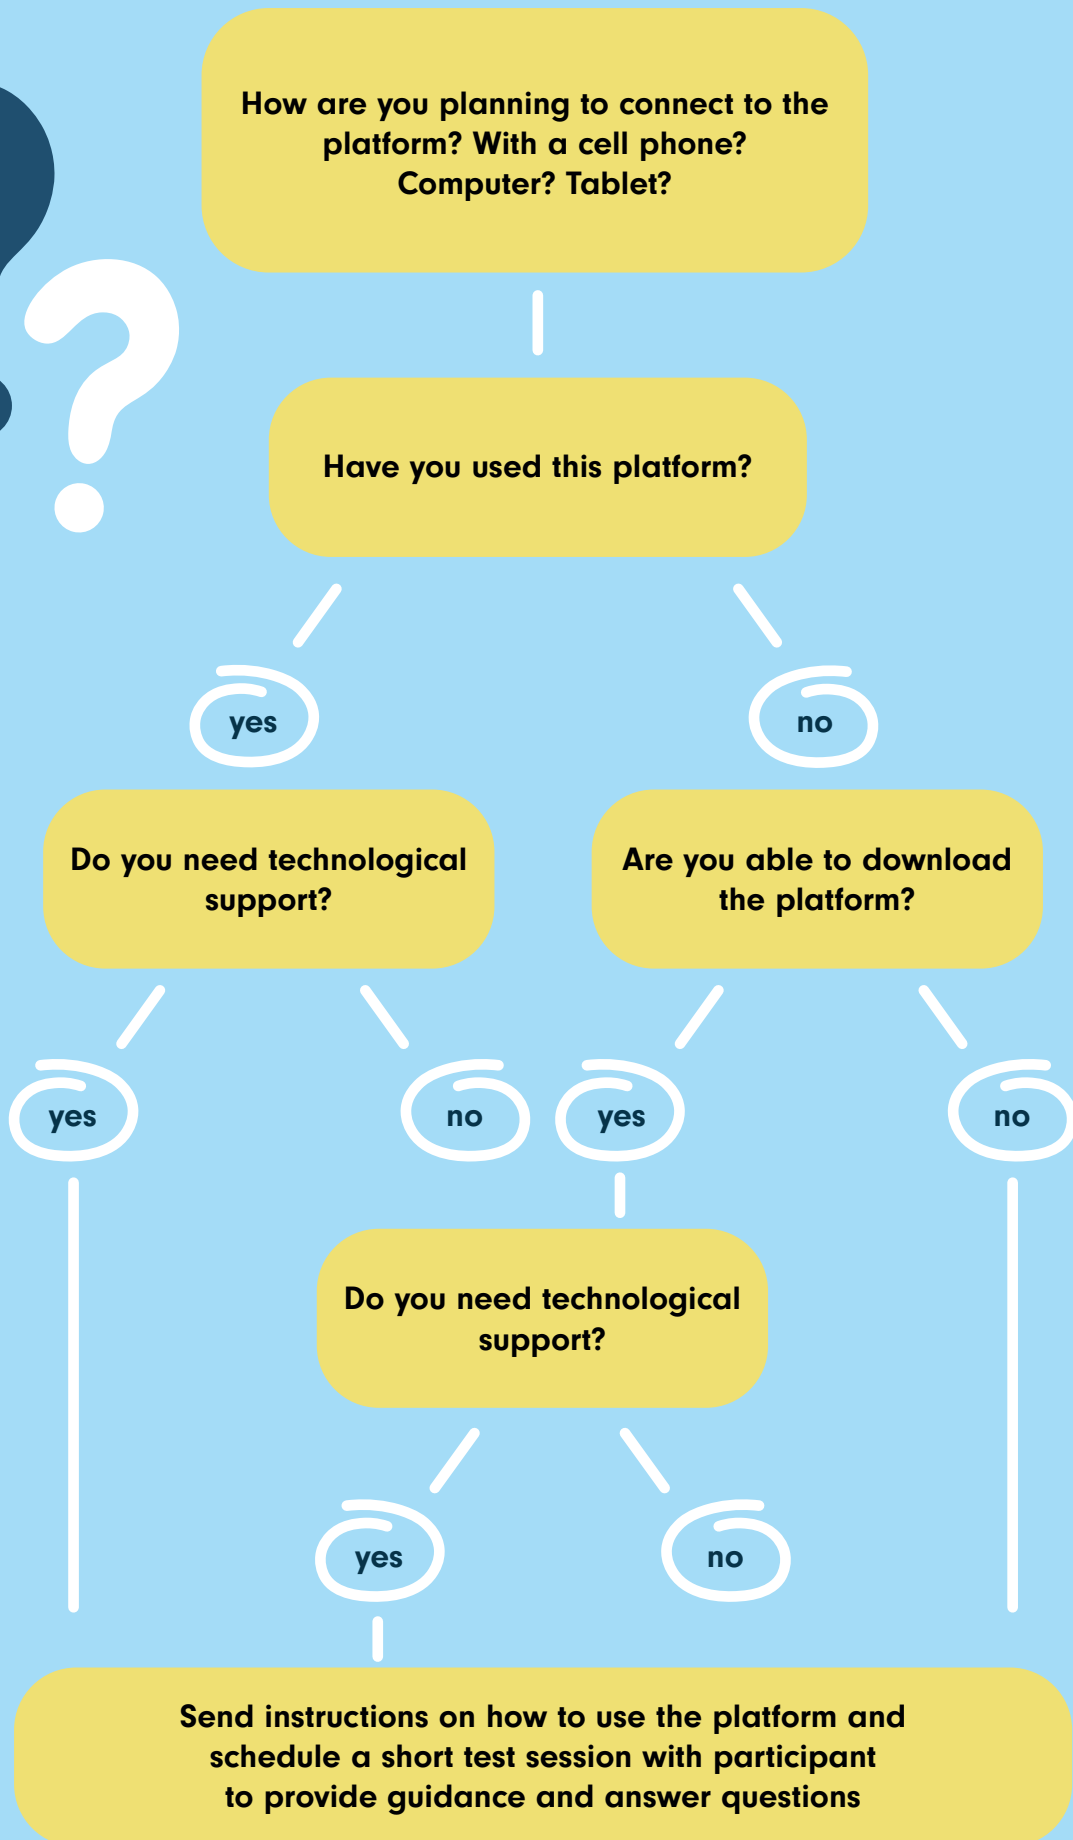 How are you planning to connect to the
platform? With a cell phone?
Computer? Tablet?
?
Have you used this platform?
yes
no
Do you need technological
support?
Are you able to download
the platform?
yes
no
yes
no
Do you need technological
support?
yes
no
Send instructions on how to use the platform and
schedule a short test session with participant
to provide guidance and answer questions